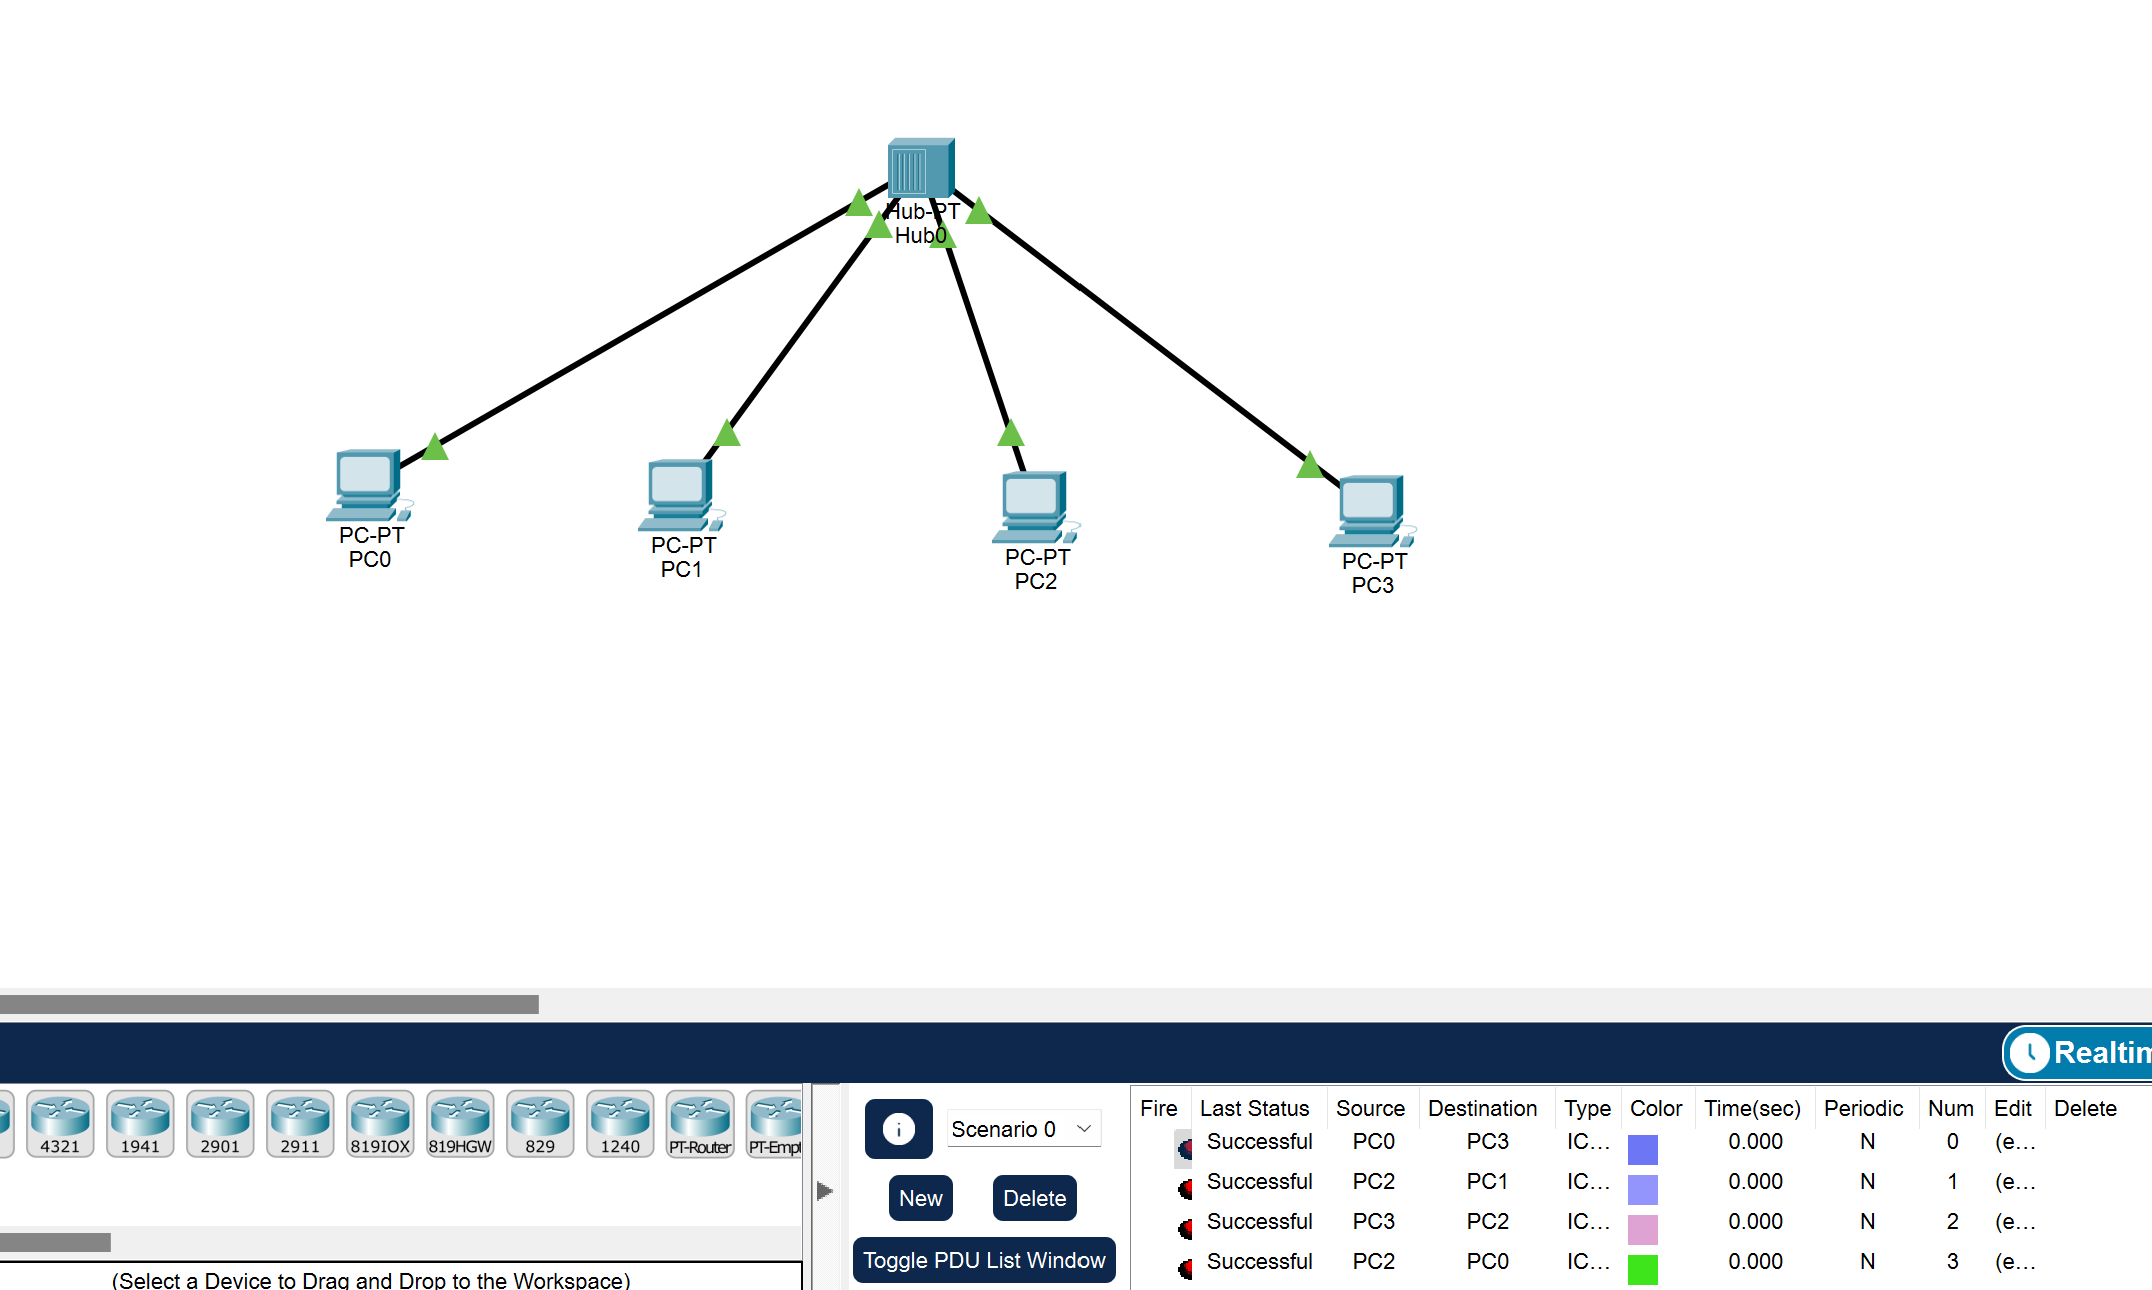 Hub-PT
Hub0
PC-PT
PC0
PC-PT
PC1
PC-PT
PC2
PC-PT
PC3
Realtim
4321
1941
2901
2911
819IOX
819HGW
829
1240
PT-Router
PT-Empt
(Select a Device to Drag and Drop to the Workspace)
Scenario 0
New
Delete
Toggle PDU List Window
Fire Last Status Source Destination Type Color Time(sec) Periodic Num Edit Delete
Successful PC0 PC3 IC... 0.000 N 0 (e...
Successful PC2 PC1 IC... 0.000 N 1 (e...
Successful PC3 PC2 IC... 0.000 N 2 (e...
Successful PC2 PC0 IC... 0.000 N 3 (e...